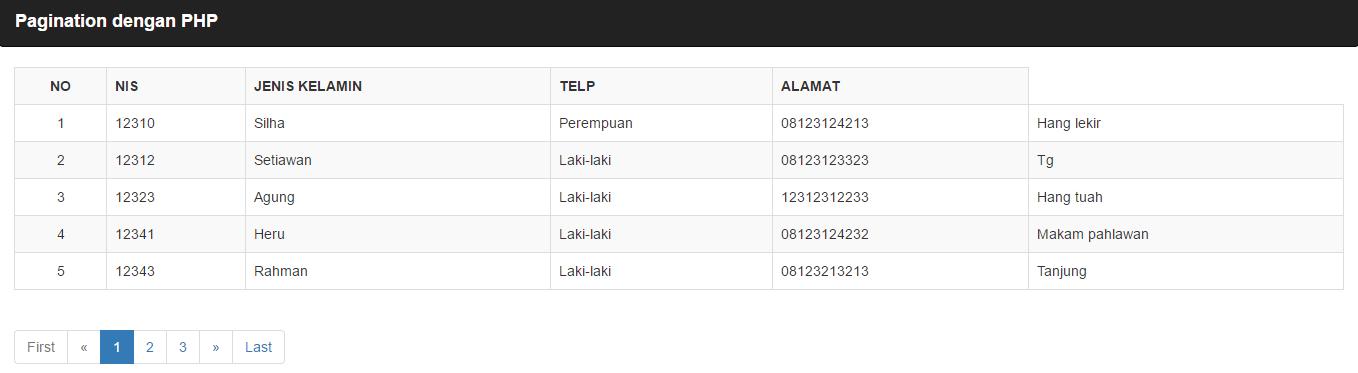 Pagination dengan PHP
NO NIS JENIS KELAMIN TELP ALAMAT
1 12310 Silha Perempuan 08123124213 Hang lekir
2 12312 Setiawan Laki-laki 08123123323 Tg
3 12323 Agung Laki-laki 12312312233 Hang tuah
4 12341 Heru Laki-laki 08123124232 Makam pahlawan
5 12343 Rahman Laki-laki 08123213213 Tanjung
First « 1 2 3 » Last